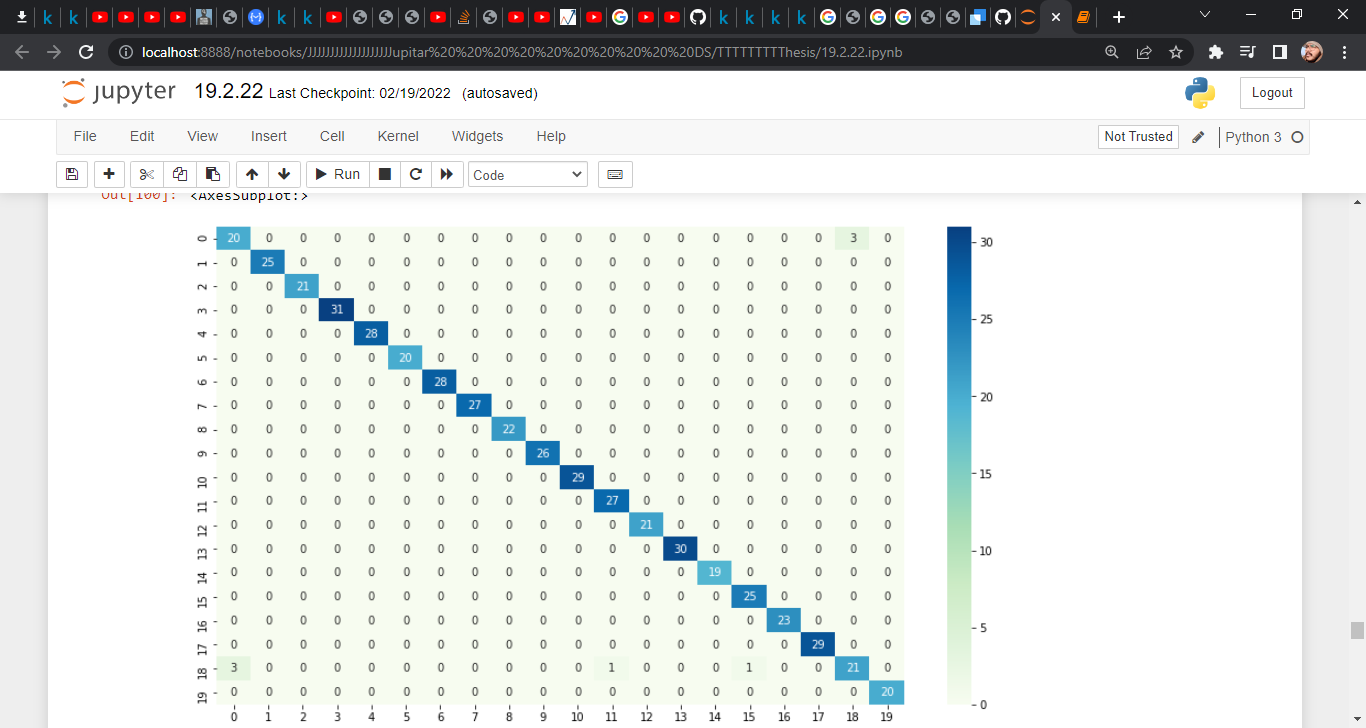 localhost:8888/notebooks/JJJJJJJJJJJJJJJJJJJupitar%20%20%20%20%20%20%20%20%20%20DS/TTTTTTTTThesis/19.2.22.ipynb
jupyter 19.2.22 Last Checkpoint: 02/19/2022 (autosaved) Logout
File Edit View Insert Cell Kernel Widgets Help Not Trusted Python 3
Run Code
Out[100]: <AxesSubplot:>
0 20 0 0 0 0 0 0 0 0 0 0 0 0 0 0 0 0 0 3 0
1 0 25 0 0 0 0 0 0 0 0 0 0 0 0 0 0 0 0 0 0
2 0 0 21 0 0 0 0 0 0 0 0 0 0 0 0 0 0 0 0 0
3 0 0 0 31 0 0 0 0 0 0 0 0 0 0 0 0 0 0 0 0
4 0 0 0 0 28 0 0 0 0 0 0 0 0 0 0 0 0 0 0 0
5 0 0 0 0 0 20 0 0 0 0 0 0 0 0 0 0 0 0 0 0
6 0 0 0 0 0 0 28 0 0 0 0 0 0 0 0 0 0 0 0 0
7 0 0 0 0 0 0 0 27 0 0 0 0 0 0 0 0 0 0 0 0
8 0 0 0 0 0 0 0 0 22 0 0 0 0 0 0 0 0 0 0 0
9 0 0 0 0 0 0 0 0 0 26 0 0 0 0 0 0 0 0 0 0
10 0 0 0 0 0 0 0 0 0 0 29 0 0 0 0 0 0 0 0 0
11 0 0 0 0 0 0 0 0 0 0 0 27 0 0 0 0 0 0 0 0
12 0 0 0 0 0 0 0 0 0 0 0 0 21 0 0 0 0 0 0 0
13 0 0 0 0 0 0 0 0 0 0 0 0 0 30 0 0 0 0 0 0
14 0 0 0 0 0 0 0 0 0 0 0 0 0 0 19 0 0 0 0 0
15 0 0 0 0 0 0 0 0 0 0 0 0 0 0 0 25 0 0 0 0
16 0 0 0 0 0 0 0 0 0 0 0 0 0 0 0 0 23 0 0 0
17 0 0 0 0 0 0 0 0 0 0 0 0 0 0 0 0 0 29 0 0
18 3 0 0 0 0 0 0 0 0 0 0 1 0 0 0 1 0 0 21 0
19 0 0 0 0 0 0 0 0 0 0 0 0 0 0 0 0 0 0 0 20
0 1 2 3 4 5 6 7 8 9 10 11 12 13 14 15 16 17 18 19
30
25
20
15
10
5
0